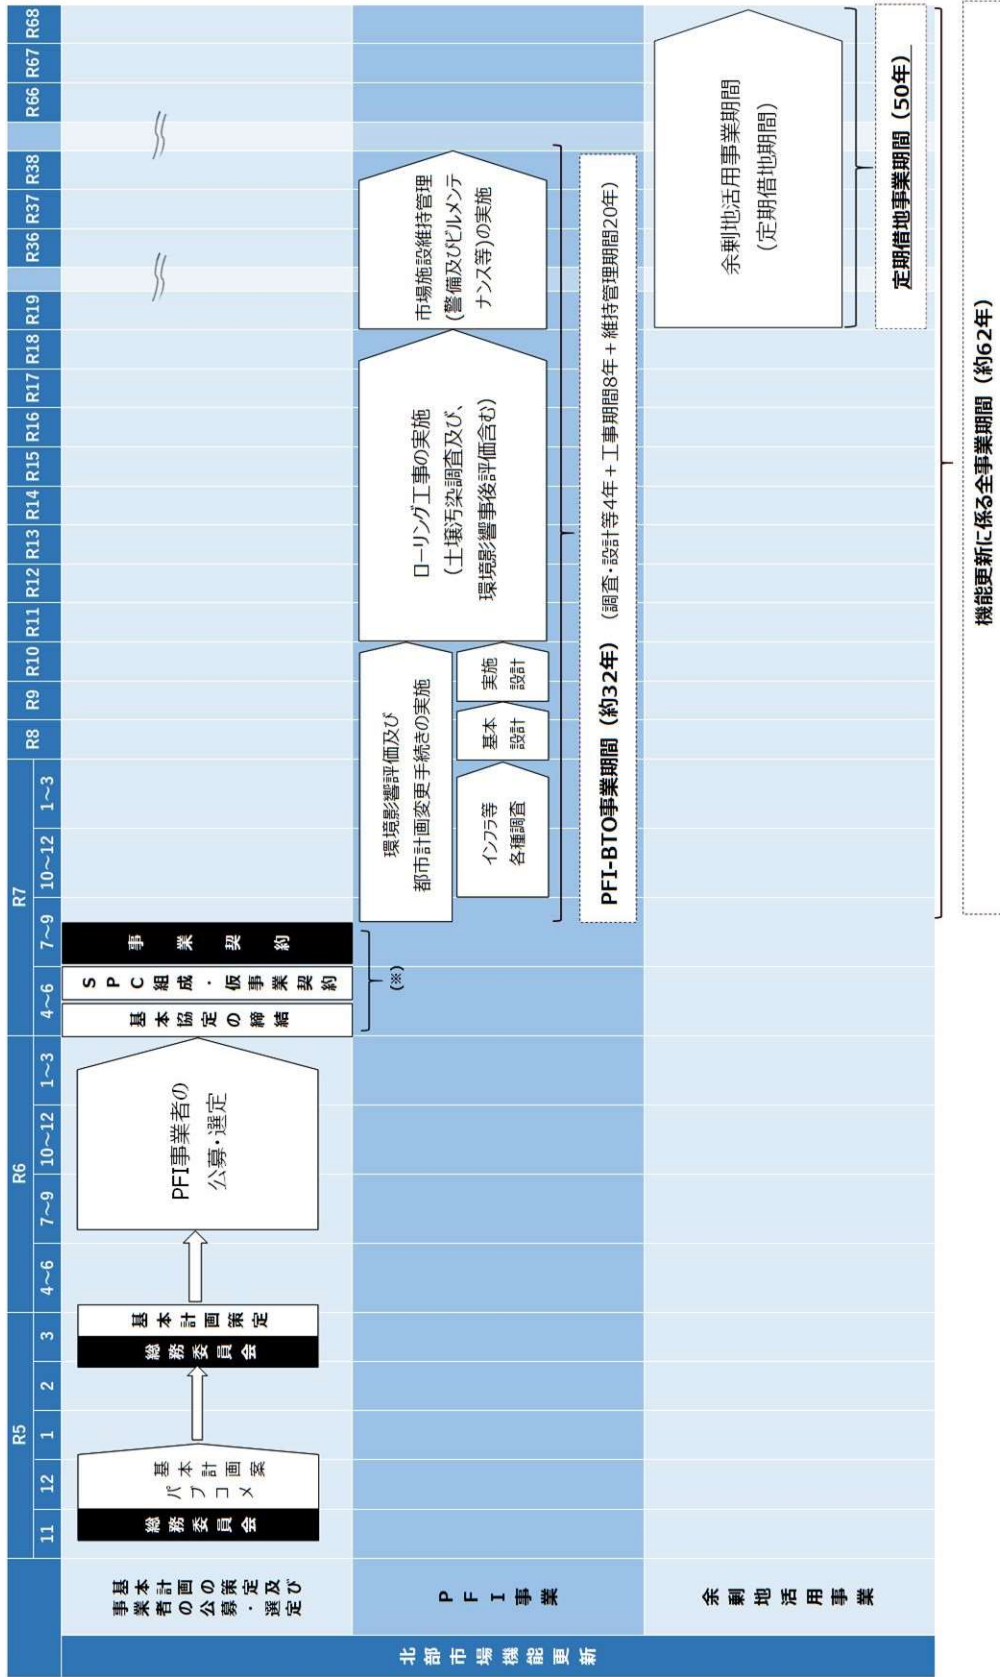 R5
R6
R7
R8
R9
R10
R11
R12
R13
R14
R15
R16
R17
R18
R19
R36
R37
R38
R66
R67
R68
11
12
1
2
3
4~6
7~9
10~12
1~3
4~6
7~9
10~12
1~3
北部市場機能更新
基本計画の策定及び
事業者の公募・選定
総務委員会
基本計画案
パブコメ
総務委員会
基本計画策定
PFI事業者の
公募・選定
基本協定の締結
SPC組成・仮事業契約
事業契約
(※)
PFI事業
環境影響評価及び
都市計画変更手続きの実施
インフラ等
各種調査
基本
設計
実施
設計
ローリング工事の実施
(土壌汚染調査及び、
環境影響事後評価含む)
市場施設維持管理
(警備及びビルメンテ
ナンス等)の実施
PFI-BTO事業期間(約32年) (調査・設計等4年+工事期間8年+維持管理期間20年)
余剰地活用事業
余剰地活用事業期間
(定期借地期間)
定期借地事業期間(50年)
機能更新に係る全事業期間(約62年)